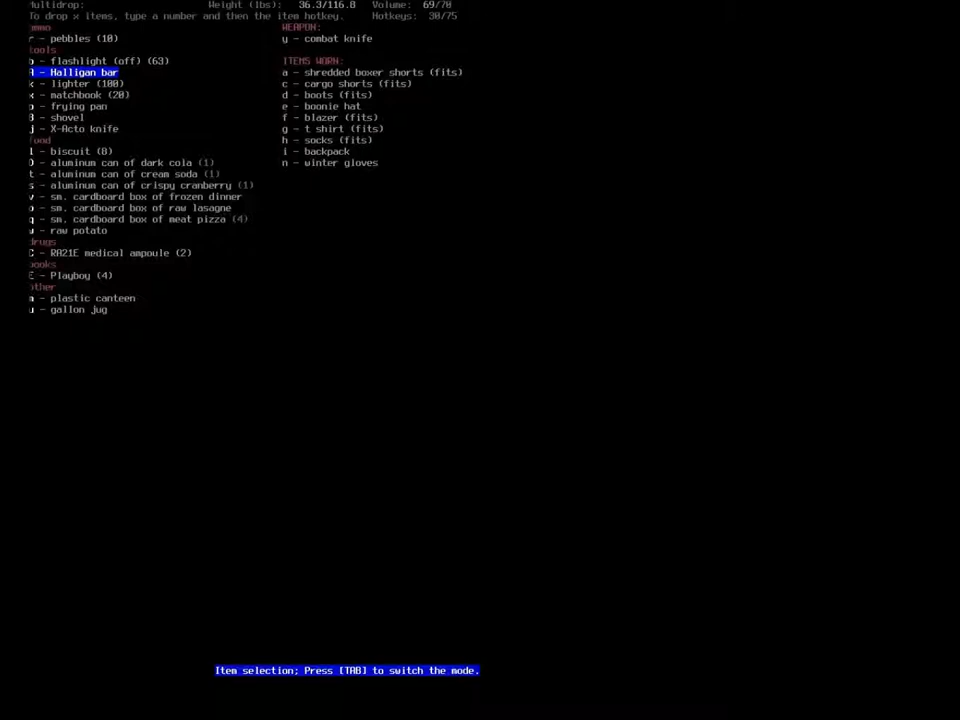 Multidrop: Weight (lbs): 36.3/116.8 Volume: 69/70
To drop x items, type a number and then the item hotkey. Hotkeys: 30/75
ammo
r - pebbles (10)
tools
b - flashlight (off) (63)
A - Halligan bar
k - lighter (100)
x - matchbook (20)
p - frying pan
B - shovel
j - X-Acto knife
food
l - biscuit (8)
D - aluminum can of dark cola (1)
t - aluminum can of cream soda (1)
s - aluminum can of crispy cranberry (1)
v - sm. cardboard box of frozen dinner
o - sm. cardboard box of raw lasagne
q - sm. cardboard box of meat pizza (4)
w - raw potato
drugs
C - RA21E medical ampoule (2)
books
E - Playboy (4)
other
m - plastic canteen
u - gallon jug
WEAPON:
y - combat knife
ITEMS WORN:
a - shredded boxer shorts (fits)
c - cargo shorts (fits)
d - boots (fits)
e - boonie hat
f - blazer (fits)
g - t shirt (fits)
h - socks (fits)
i - backpack
n - winter gloves
Item selection; Press [TAB] to switch the mode.